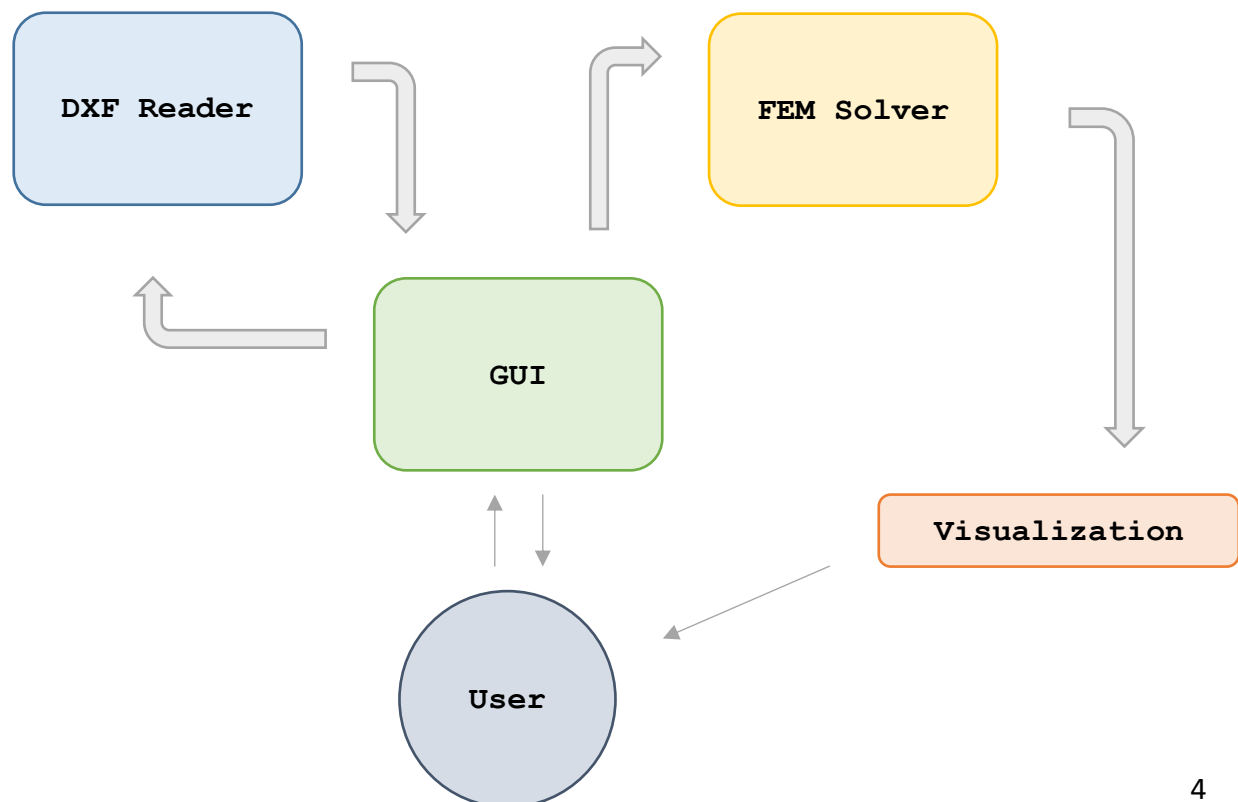 DXF Reader
FEM Solver
GUI
Visualization
User
4